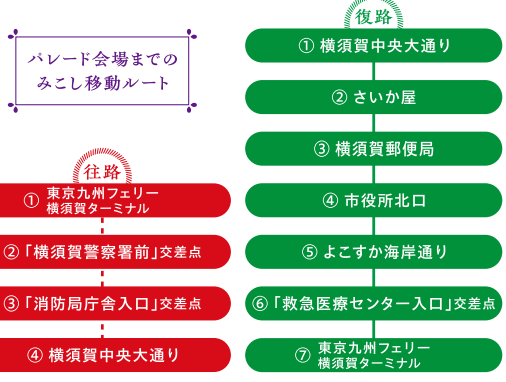 パレード会場までの
みこし移動ルート
往路
① 東京九州フェリー
横須賀ターミナル
②「横須賀警察署前」交差点
③「消防局庁舎入口」交差点
④ 横須賀中央大通り
復路
① 横須賀中央大通り
② さいか屋
③ 横須賀郵便局
④ 市役所北口
⑤ よこすか海岸通り
⑥「救急医療センター入口」交差点
⑦ 東京九州フェリー
横須賀ターミナル